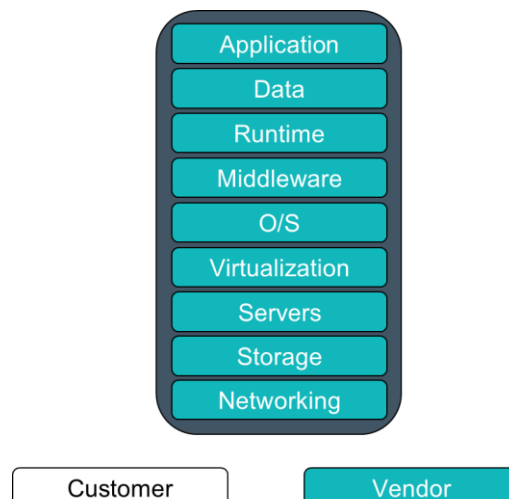 Application
Data
Runtime
Middleware
O/S
Virtualization
Servers
Storage
Networking
Customer
Vendor